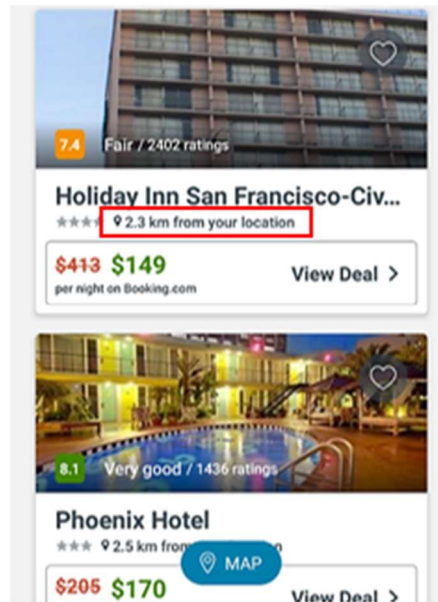 7.4 Fair / 2402 ratings
Holiday Inn San Francisco-Civ...
2.3 km from your location
$413 $149
View Deal >
per night on Booking.com
8.1 Very good / 1436 ratings
Phoenix Hotel
2.5 km from
MAP
$205 $170
View Deal >